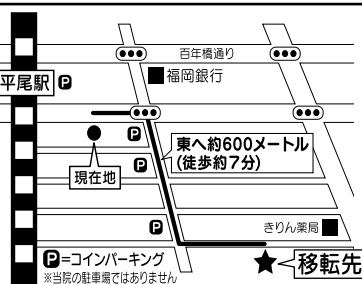 百年橋通り
平尾駅 P
福岡銀行
P
東へ約600メートル
(徒歩約7分)
P
現在地
P
きりん薬局
移転先
P=コインパーキング
※当院の駐車場ではありません